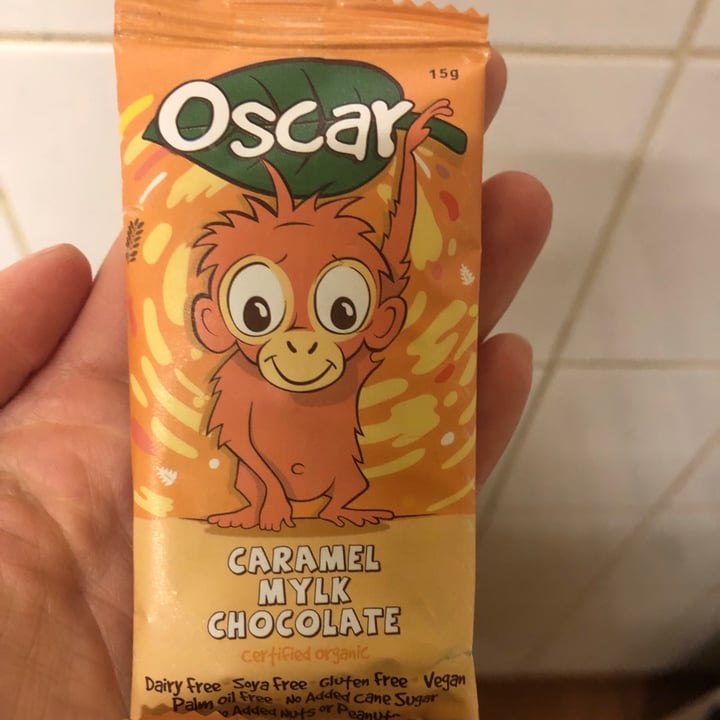 15g
Oscar
CARAMEL
MYLK
CHOCOLATE
certified organic
Dairy free Soya Free Gluten Free Vegan
Palm oil Free - No Added Cane Sugar
Added Nuts or Peanuts